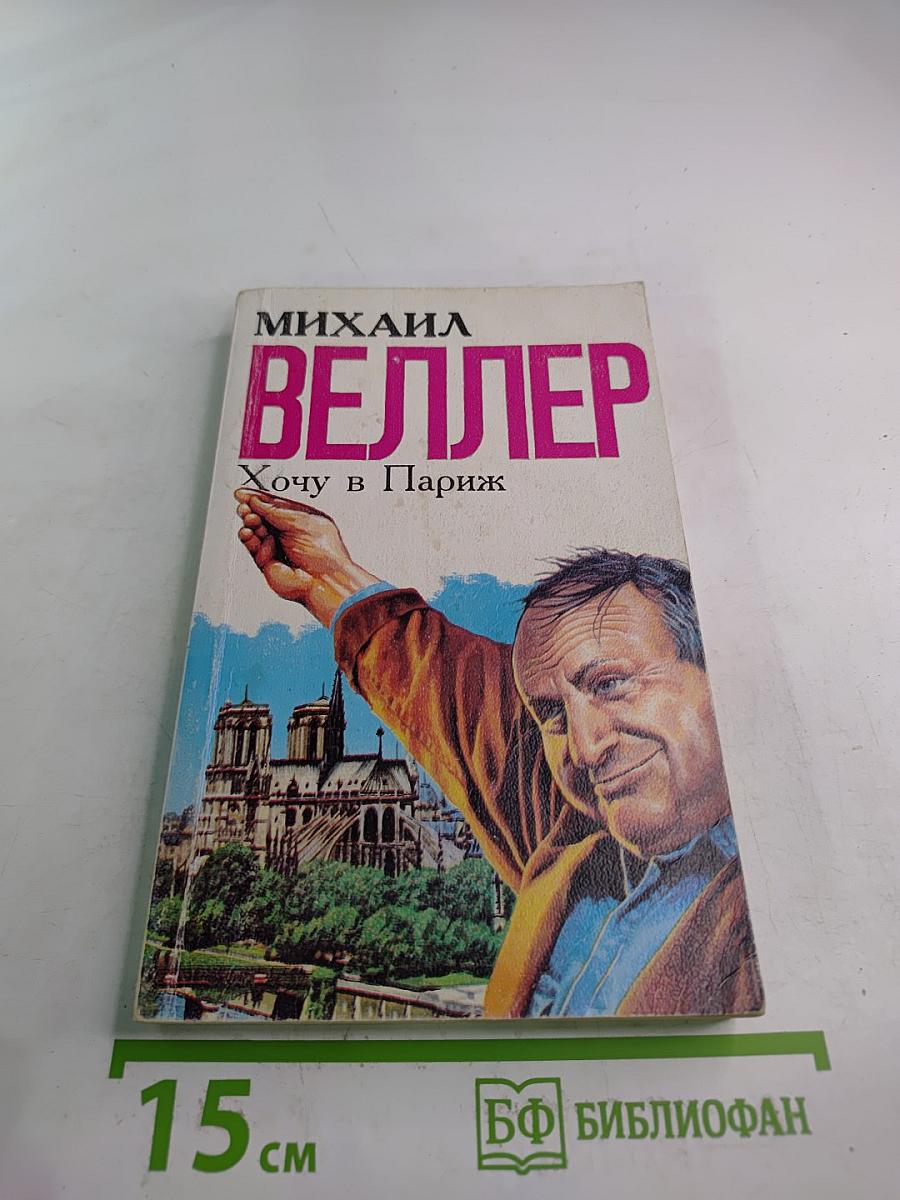 МИХАИЛ
ВЕЛЛЕР
Хочу в Париж
15 см
БФ БИБЛИОФАН